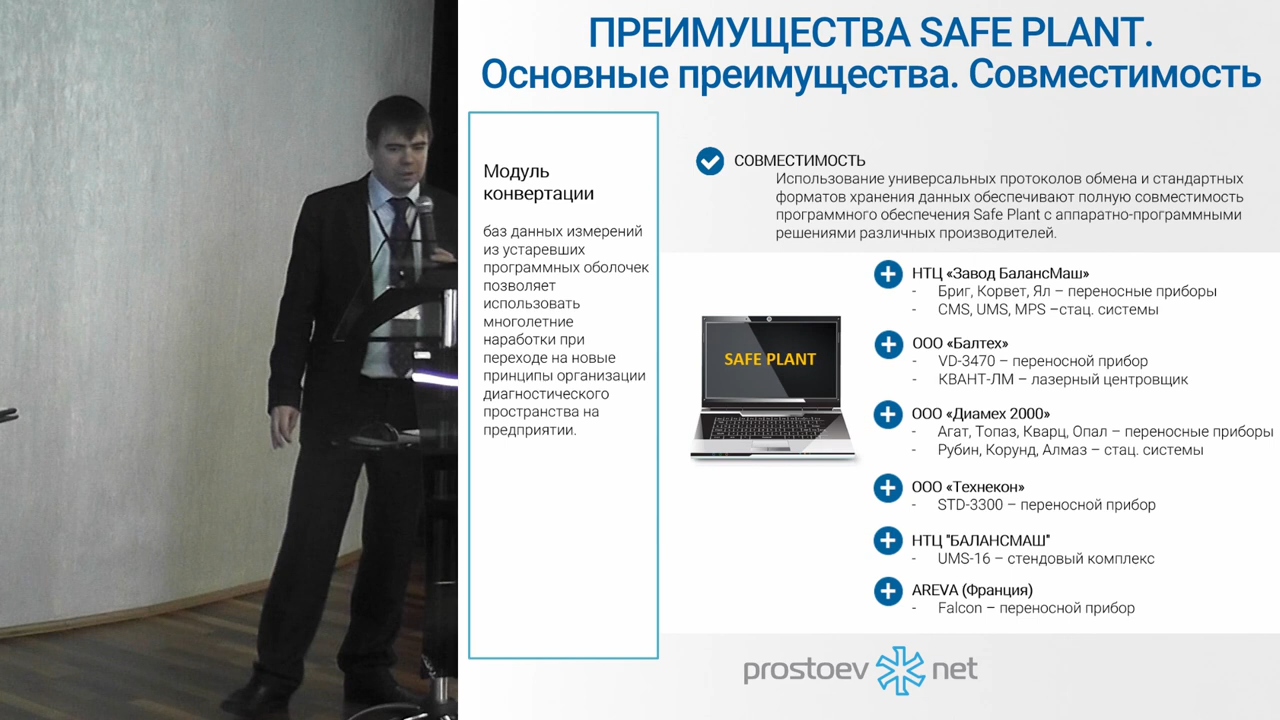 ПРЕИМУЩЕСТВА SAFE PLANT.
Основные преимущества. Совместимость
Модуль
конвертации
баз данных измерений
из устаревших
программных оболочек
позволяет
использовать
многолетние
наработки при
переходе на новые
принципы организации
диагностического
пространства на
предприятии.
СОВМЕСТИМОСТЬ
Использование универсальных протоколов обмена и стандартных
форматов хранения данных обеспечивают полную совместимость
программного обеспечения Safe Plant с аппаратно-программными
решениями различных производителей.
SAFE PLANT
НТЦ «Завод БалансМаш»
- Бриг, Корвет, Ял – переносные приборы
- CMS, UMS, MPS –стац. системы
ООО «Балтех»
- VD-3470 – переносной прибор
- КВАНТ-ЛМ – лазерный центровщик
ООО «Диамех 2000»
- Агат, Топаз, Кварц, Опал – переносные приборы
- Рубин, Корунд, Алмаз – стац. системы
ООО «Технекон»
- STD-3300 – переносной прибор
НТЦ "БАЛАНСМАШ"
- UMS-16 – стендовый комплекс
AREVA (Франция)
- Falcon – переносной прибор
prostoev net